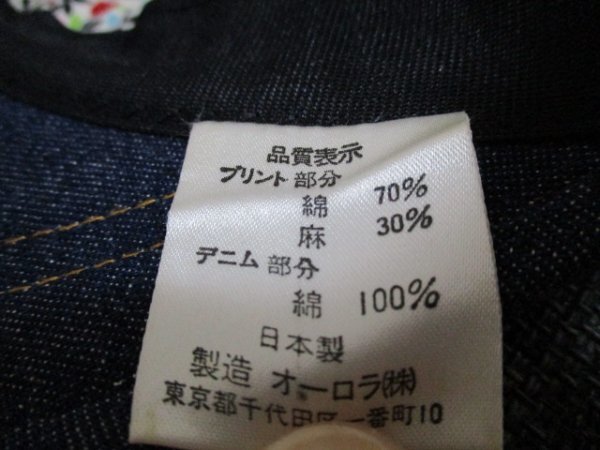 品質表示
プリント部分
綿 70%
麻 30%
デニム部分
綿 100%
日本製
製造 オーロラ(株)
東京都千代田区一番町10